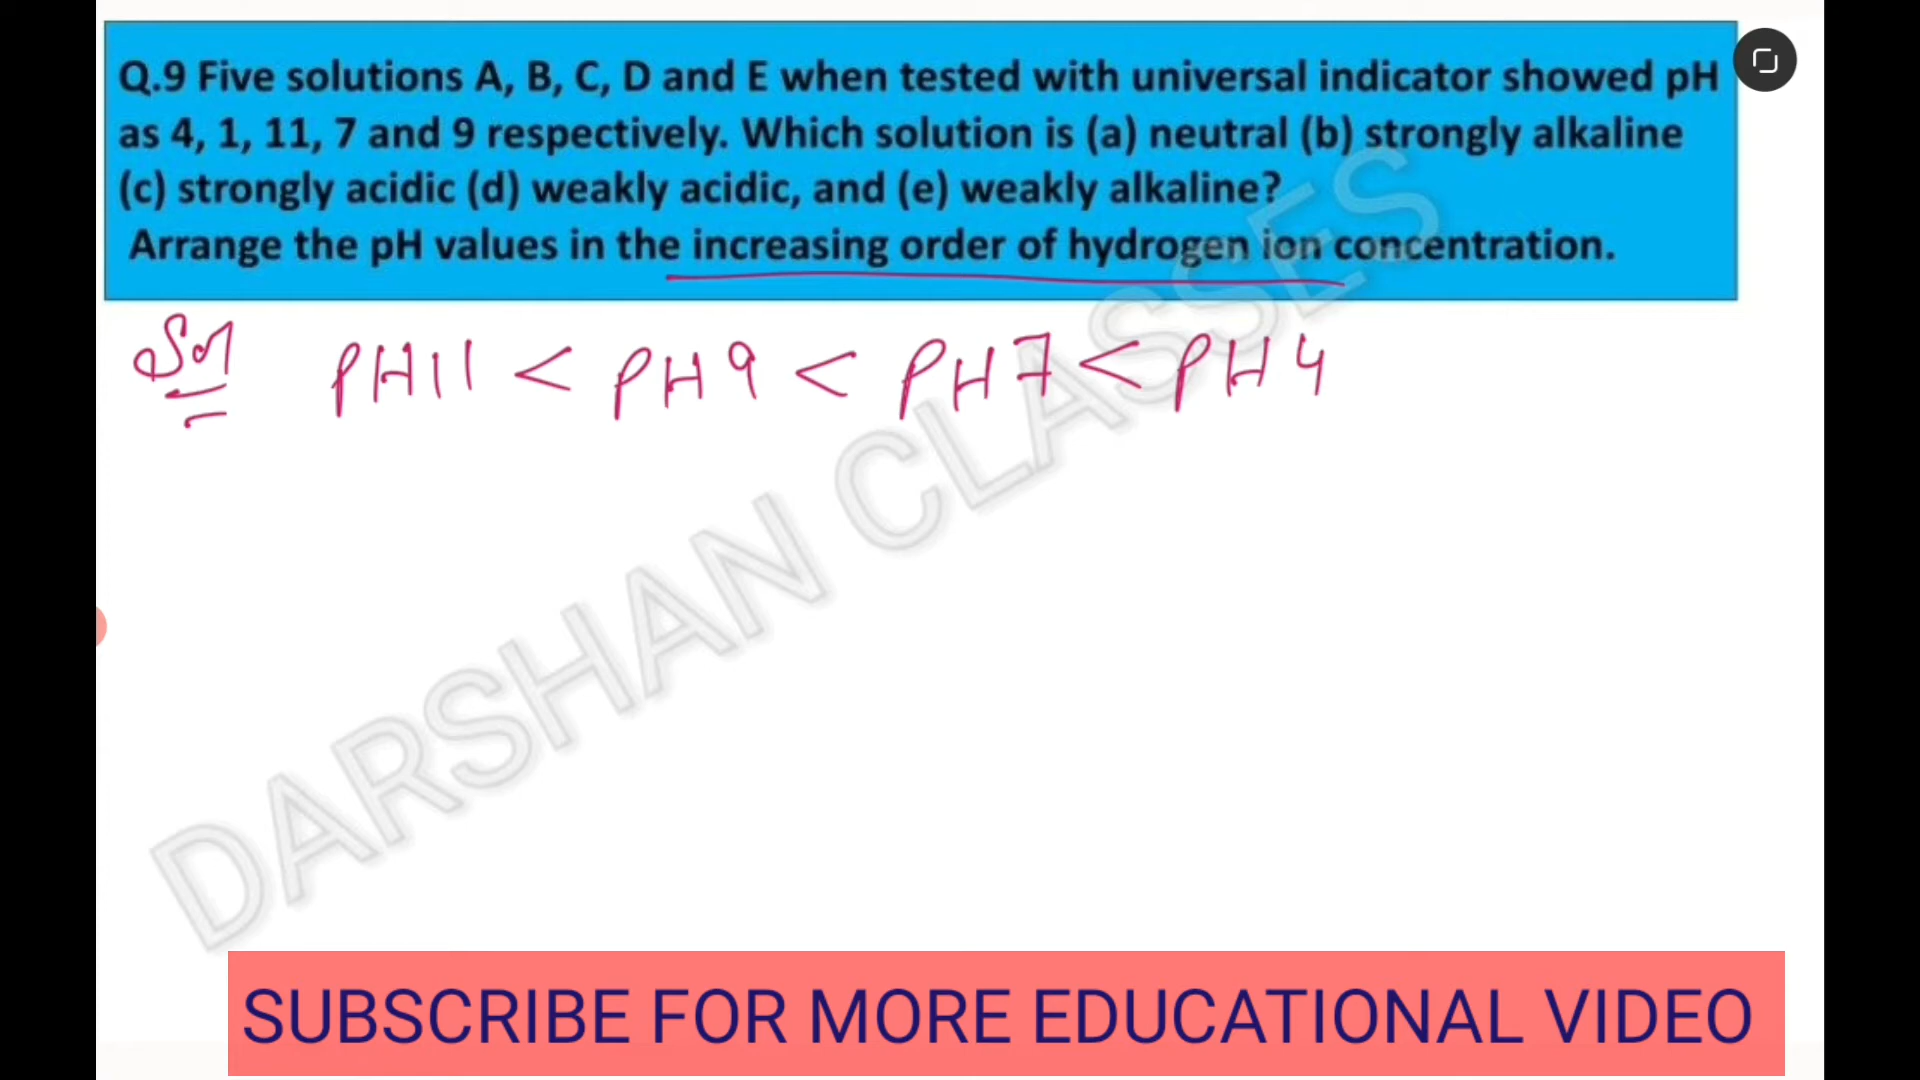 Q.9 Five solutions A, B, C, D and E when tested with universal indicator showed pH
as 4, 1, 11, 7 and 9 respectively. Which solution is (a) neutral (b) strongly alkaline
(c) strongly acidic (d) weakly acidic, and (e) weakly alkaline?
Arrange the pH values in the increasing order of hydrogen ion concentration.
Sol PH11 < PH9 < PH7 < PH4
DARSHAN CLASSES
SUBSCRIBE FOR MORE EDUCATIONAL VIDEO